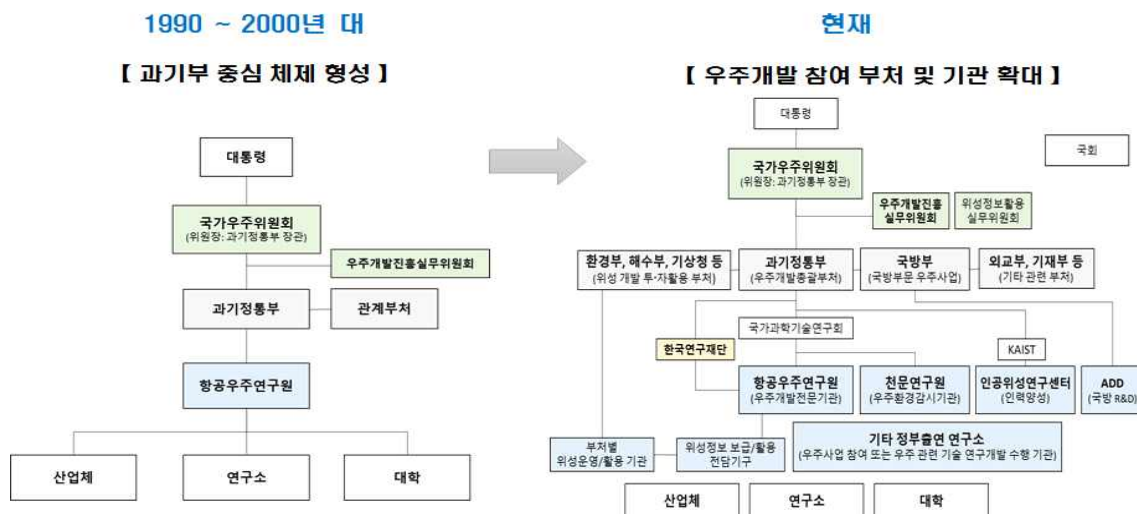 1990 ~ 2000년 대
【 과기부 중심 체제 형성 】
대통령
국가우주위원회
(위원장: 과기정통부 장관)
우주개발진흥실무위원회
과기정통부
관계부처
항공우주연구원
산업체
연구소
대학
현재
【 우주개발 참여 부처 및 기관 확대 】
대통령
국회
국가우주위원회
(위원장: 과기정통부 장관)
우주개발진흥
실무위원회
위성정보활용
실무위원회
환경부, 해수부, 기상청 등
(위성 개발 투·자활용 부처)
과기정통부
(우주개발총괄부처)
국방부
(국방부문 우주사업)
외교부, 기재부 등
(기타 관련 부처)
국가과학기술연구회
한국연구재단
KAIST
항공우주연구원
(우주개발전문기관)
천문연구원
(우주환경감시기관)
인공위성연구센터
(인력양성)
ADD
(국방 R&D)
부처별
위성운영/활용 기관
위성정보 보급/활용
전담기구
기타 정부출연 연구소
(우주사업 참여 또는 우주 관련 기술 연구개발 수행 기관)
산업체
연구소
대학